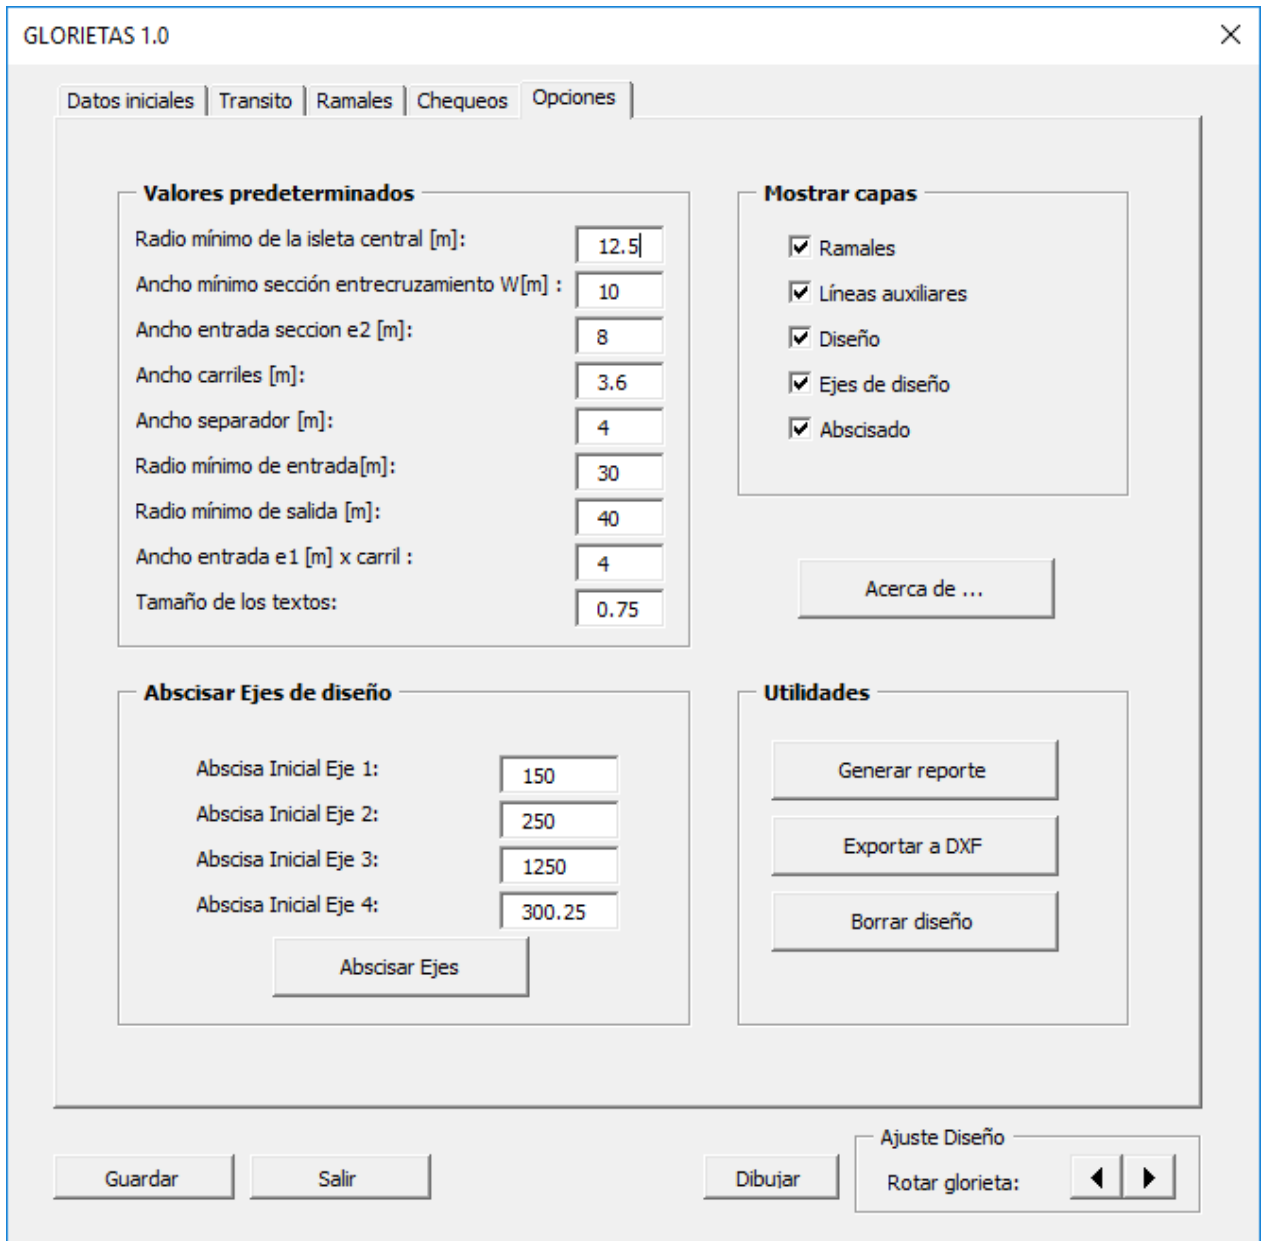 GLORIETAS 1.0
Datos iniciales Transito Ramales Chequeos Opciones
Valores predeterminados
Radio mínimo de la isleta central [m]: 12.5
Ancho mínimo sección entrecruzamiento W[m] : 10
Ancho entrada seccion e2 [m]: 8
Ancho carriles [m]: 3.6
Ancho separador [m]: 4
Radio mínimo de entrada[m]: 30
Radio mínimo de salida [m]: 40
Ancho entrada e1 [m] x carril : 4
Tamaño de los textos: 0.75
Mostrar capas
Ramales
Líneas auxiliares
Diseño
Ejes de diseño
Abscisado
Acerca de ...
Abscisar Ejes de diseño
Abscisa Inicial Eje 1: 150
Abscisa Inicial Eje 2: 250
Abscisa Inicial Eje 3: 1250
Abscisa Inicial Eje 4: 300.25
Abscisar Ejes
Utilidades
Generar reporte
Exportar a DXF
Borrar diseño
Guardar Salir Dibujar
Ajuste Diseño
Rotar glorieta: